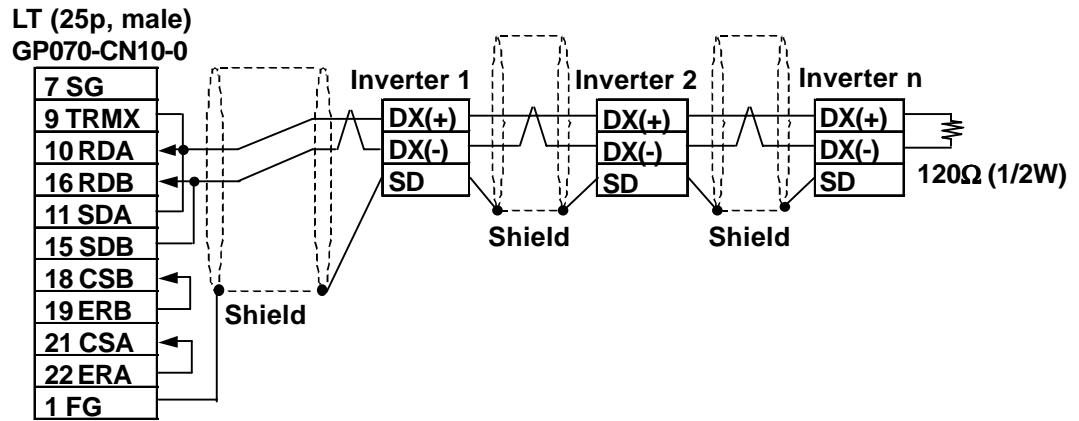 LT (25p, male)
GP070-CN10-0
7 SG
9 TRMX
10 RDA
16 RDB
11 SDA
15 SDB
18 CSB
19 ERB
21 CSA
22 ERA
1 FG
Shield
Inverter 1
DX(+)
DX(-)
SD
Shield
Inverter 2
DX(+)
DX(-)
SD
Shield
Inverter n
DX(+)
DX(-)
SD
120Ω (1/2W)